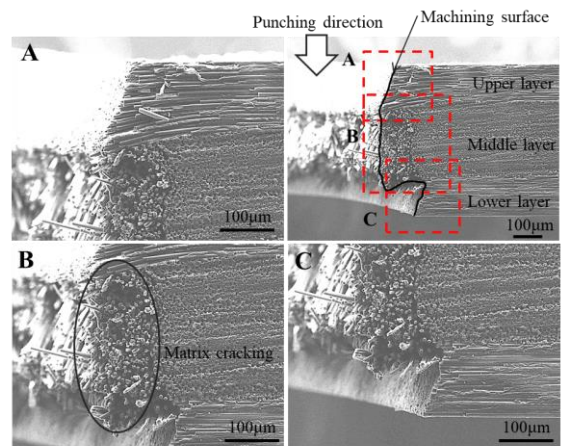 A
100µm
Punching direction
Machining surface
A
Upper layer
B
Middle layer
Lower layer
C
100µm
B
Matrix cracking
100µm
C
100µm